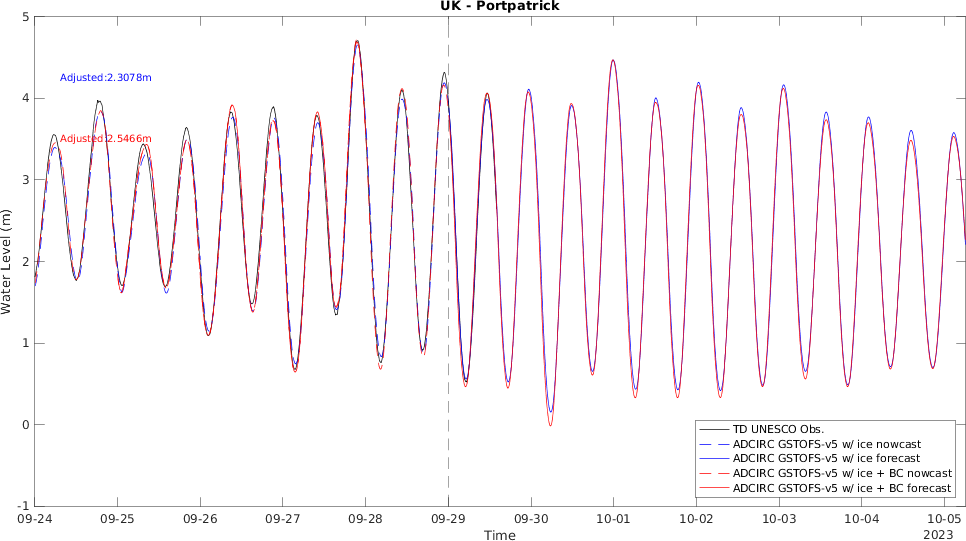 UK - Portpatrick
5
4
3
2
1
0
-1
Water Level (m)
Adjusted:2.3078m
Adjusted:2.5466m
TD UNESCO Obs.
ADCIRC GSTOFS-v5 w/ ice nowcast
ADCIRC GSTOFS-v5 w/ ice forecast
ADCIRC GSTOFS-v5 w/ ice + BC nowcast
ADCIRC GSTOFS-v5 w/ ice + BC forecast
09-24 09-25 09-26 09-27 09-28 09-29 09-30 10-01 10-02 10-03 10-04 10-05
Time
2023